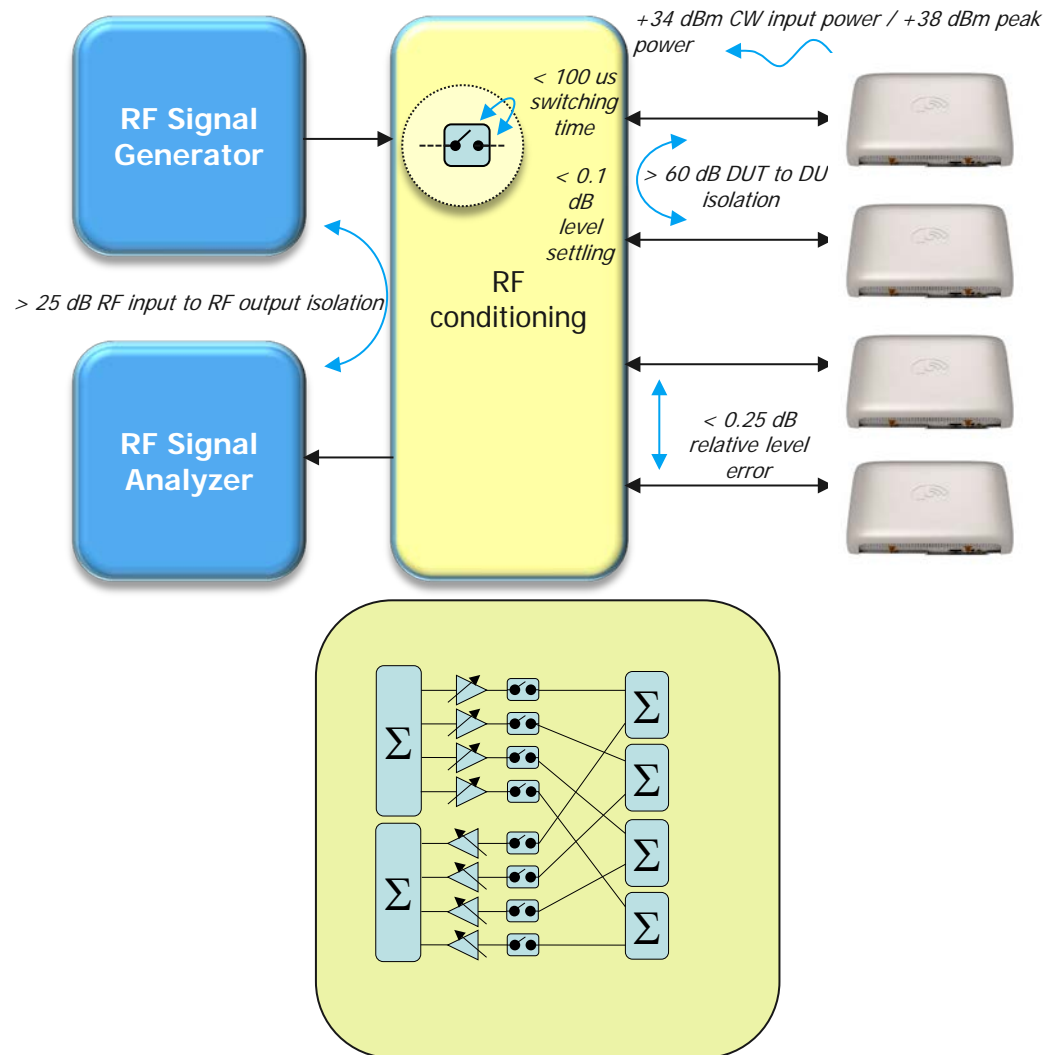 +34 dBm CW input power / +38 dBm peak
power
RF Signal
Generator
< 100 us
switching
time
> 60 dB DUT to DU
isolation
< 0.1
dB
level
settling
> 25 dB RF input to RF output isolation
RF
conditioning
RF Signal
Analyzer
< 0.25 dB
relative level
error
Σ
Σ
Σ
Σ
Σ
Σ